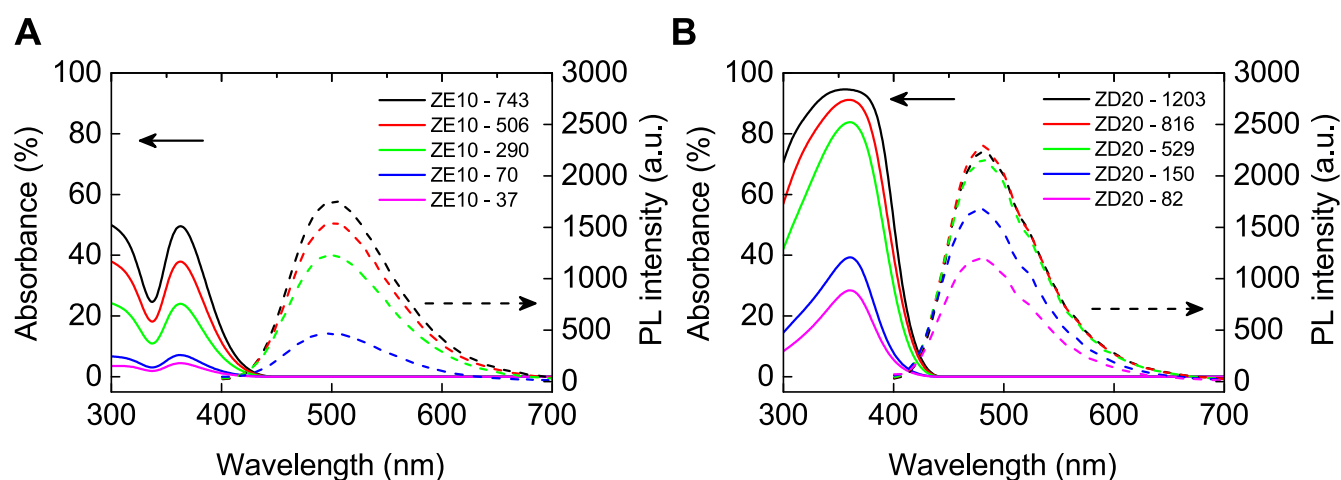 A
Absorbance (%)
100
80
60
40
20
0
300
400
500
600
700
Wavelength (nm)
3000
2500
2000
1500
1000
500
0
PL intensity (a.u.)
ZE10 - 743
ZE10 - 506
ZE10 - 290
ZE10 - 70
ZE10 - 37
B
Absorbance (%)
100
80
60
40
20
0
300
400
500
600
700
Wavelength (nm)
3000
2500
2000
1500
1000
500
0
PL intensity (a.u.)
ZD20 - 1203
ZD20 - 816
ZD20 - 529
ZD20 - 150
ZD20 - 82